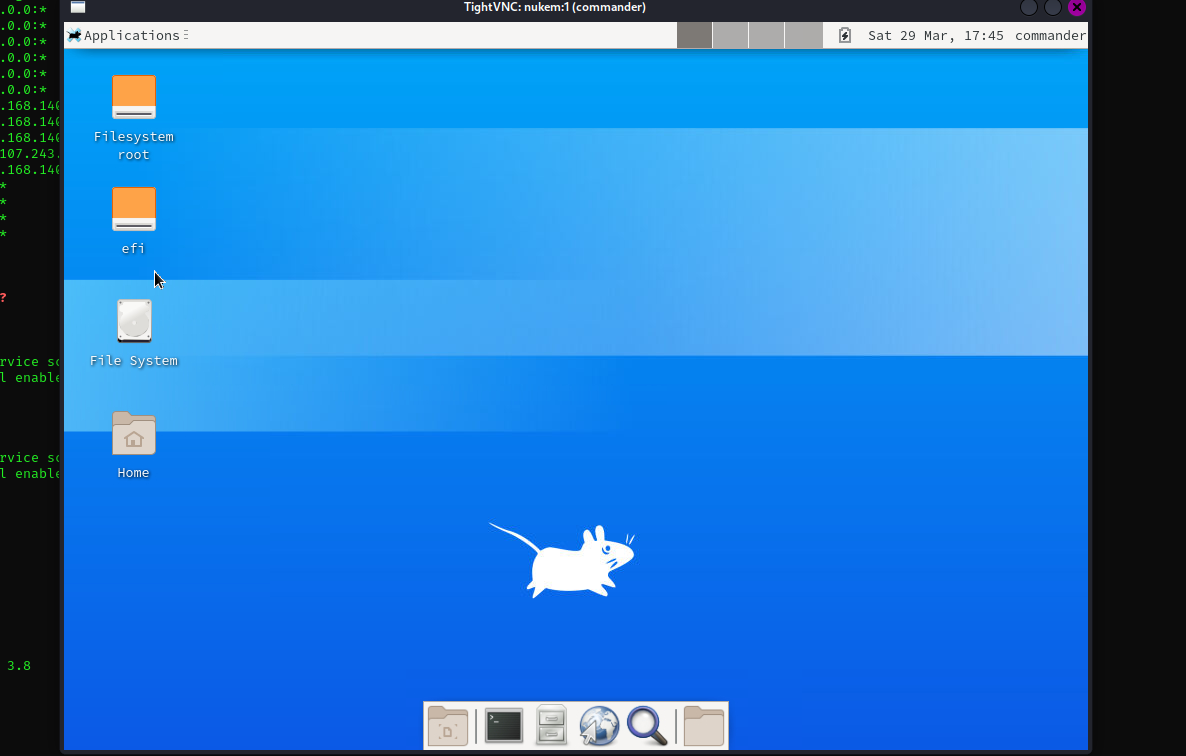 TightVNC: nukem:1 (commander)
Applications
Sat 29 Mar, 17:45 commander
.0.0:*
.0.0:*
.0.0:*
.0.0:*
.0.0:*
.0.0:*
.168.140
.168.140
.168.140
107.243.
.168.140
*
*
*
*
?
rvice so
l enable
rvice so
l enable
3.8
Filesystem
root
efi
File System
Home